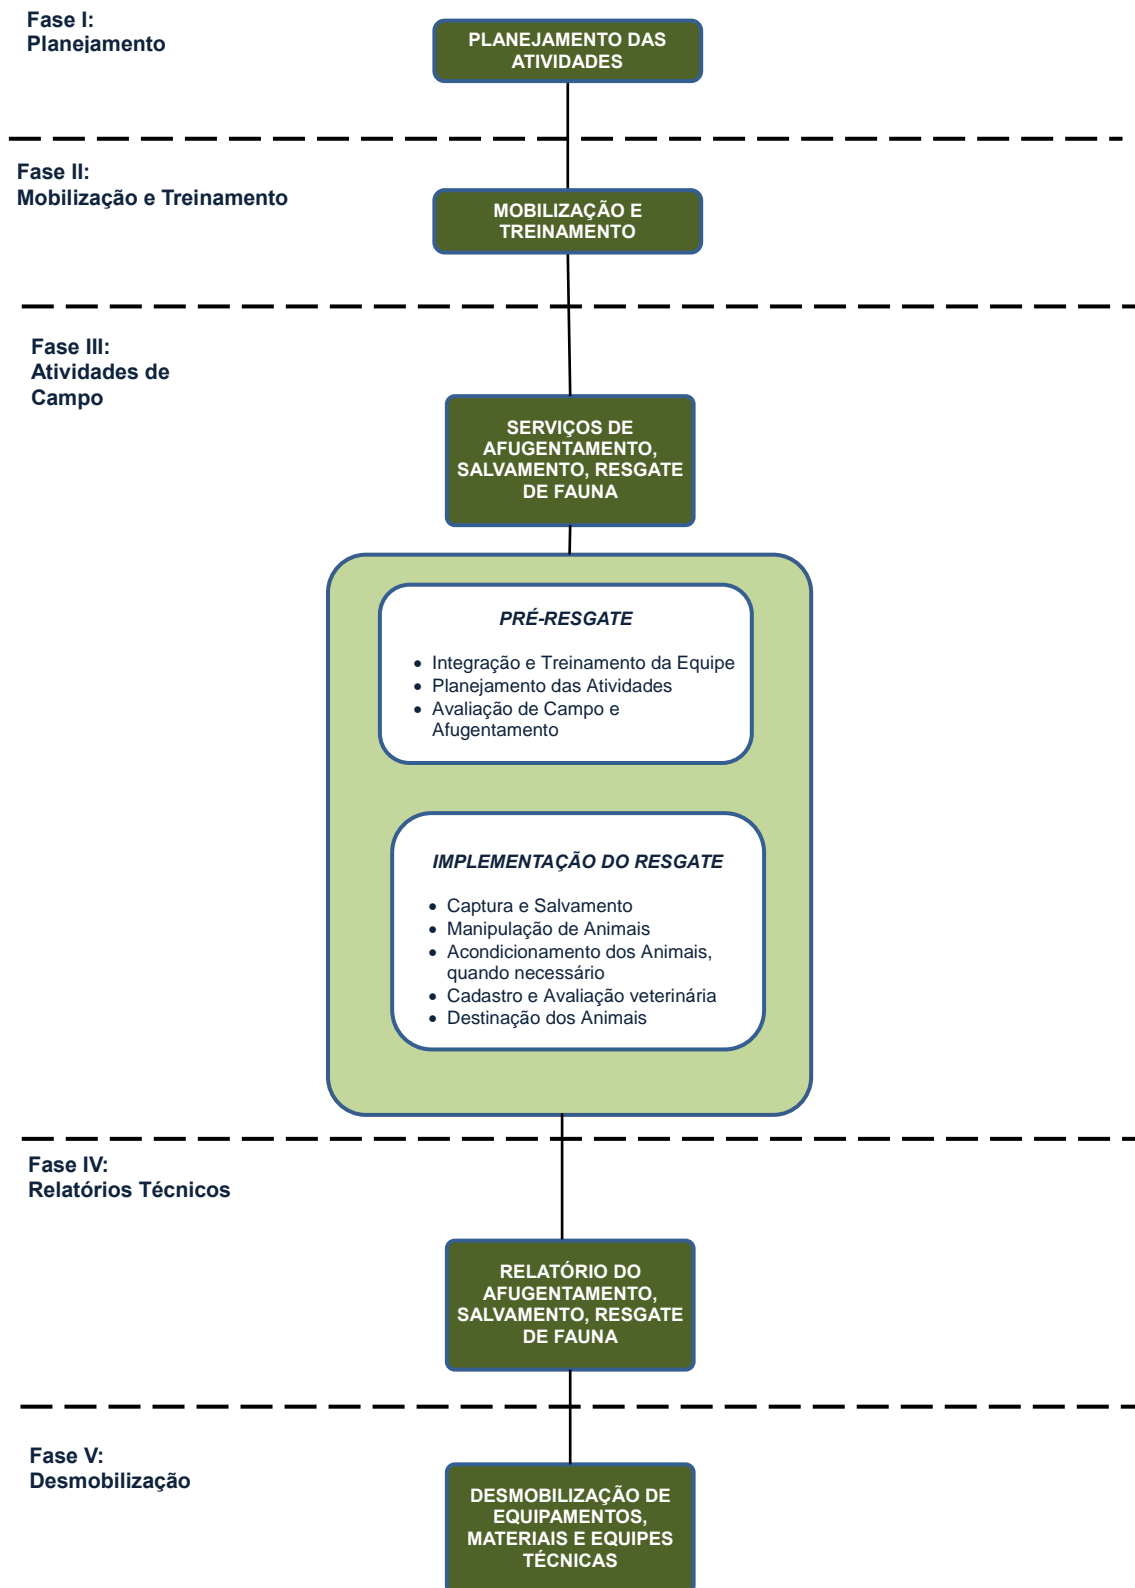 Fase I:
Planejamento
PLANEJAMENTO DAS
ATIVIDADES
Fase II:
Mobilização e Treinamento
MOBILIZAÇÃO E
TREINAMENTO
Fase III:
Atividades de
Campo
SERVIÇOS DE
AFUGENTAMENTO,
SALVAMENTO, RESGATE
DE FAUNA
PRÉ-RESGATE
• Integração e Treinamento da Equipe
• Planejamento das Atividades
• Avaliação de Campo e
Afugentamento
IMPLEMENTAÇÃO DO RESGATE
• Captura e Salvamento
• Manipulação de Animais
• Acondicionamento dos Animais,
quando necessário
• Cadastro e Avaliação veterinária
• Destinação dos Animais
Fase IV:
Relatórios Técnicos
RELATÓRIO DO
AFUGENTAMENTO,
SALVAMENTO, RESGATE
DE FAUNA
Fase V:
Desmobilização
DESMOBILIZAÇÃO DE
EQUIPAMENTOS,
MATERIAIS E EQUIPES
TÉCNICAS